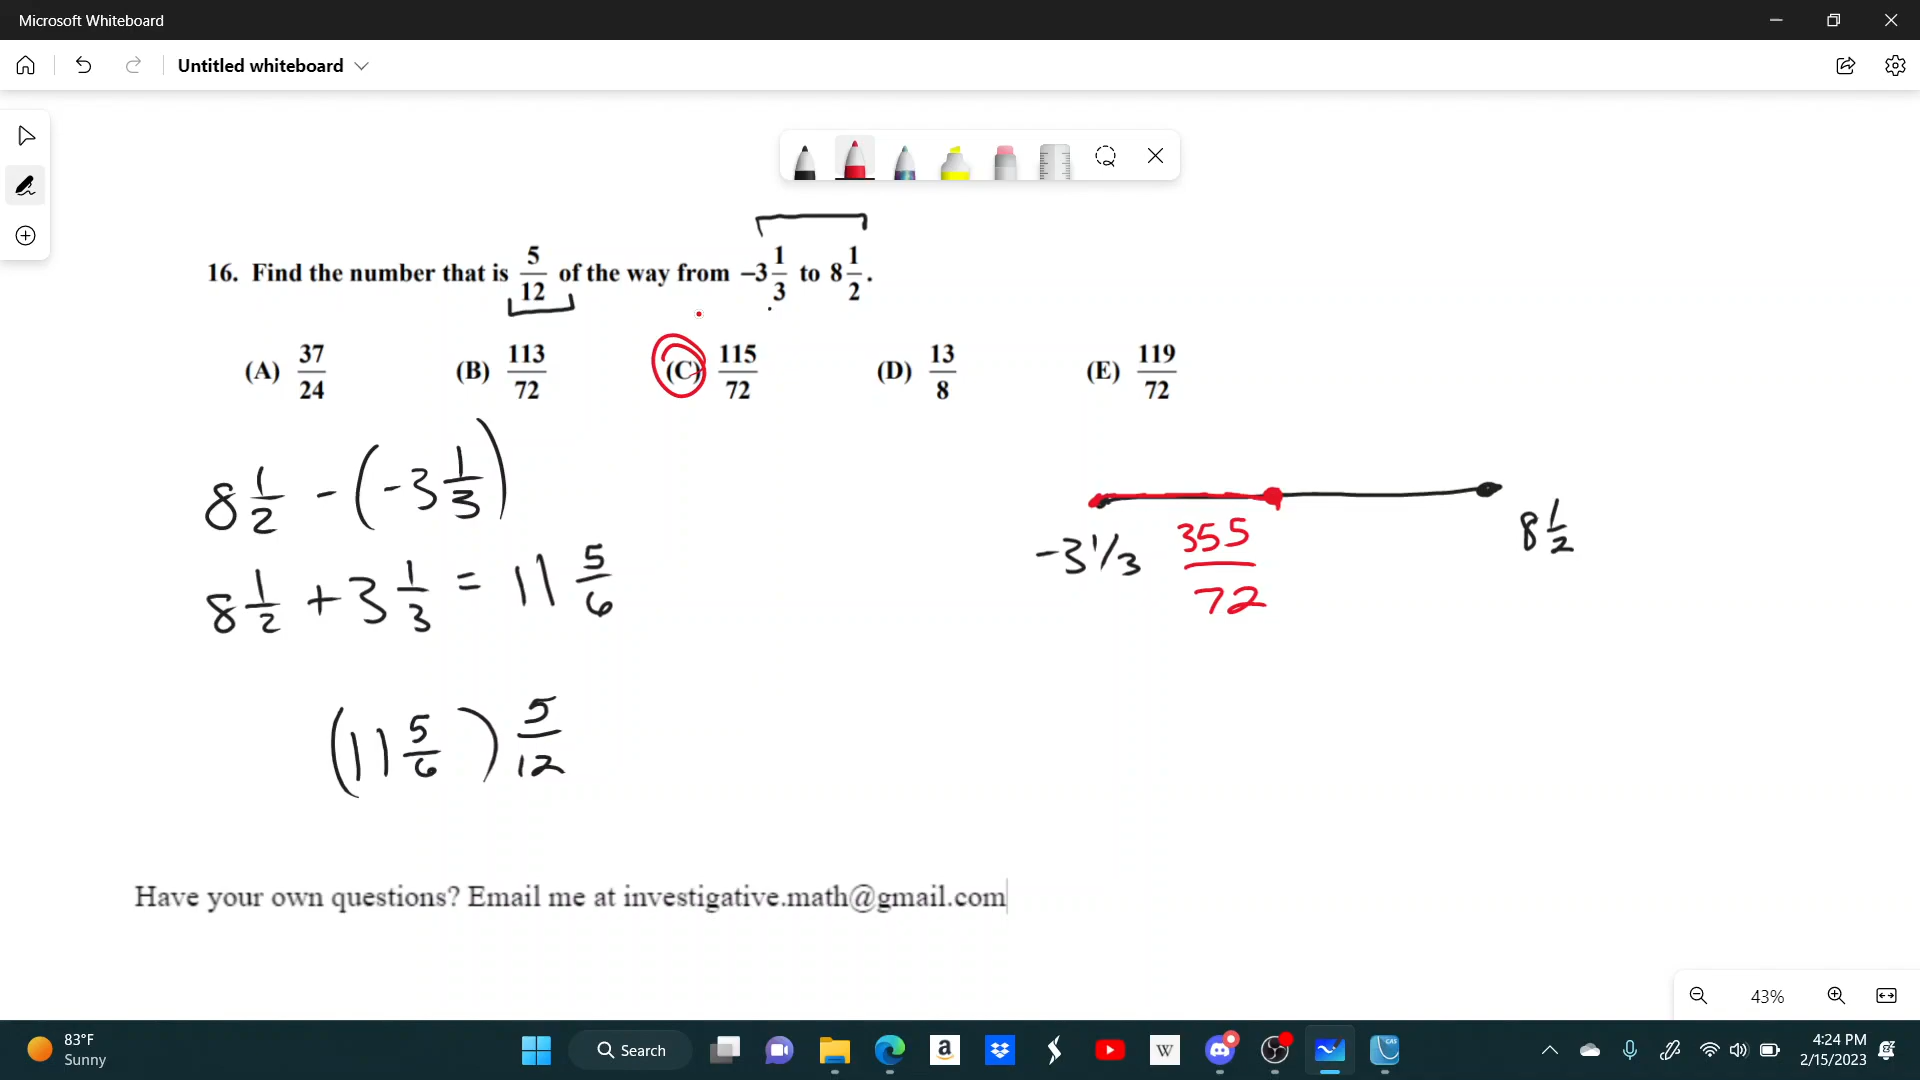 Microsoft Whiteboard
Untitled whiteboard
16. Find the number that is 5/12 of the way from −3 1/3 to 8 1/2.
(A) 37/24 (B) 113/72 (C) 115/72 (D) 13/8 (E) 119/72
8 1/2 - (-3 1/3)
8 1/2 + 3 1/3 = 11 5/6
(11 5/6) 5/12
-3 1/3
355/72
8 1/2
Have your own questions? Email me at investigative.math@gmail.com
43%
83°F
Sunny
Search
a
W
CAS
4:24 PM
2/15/2023